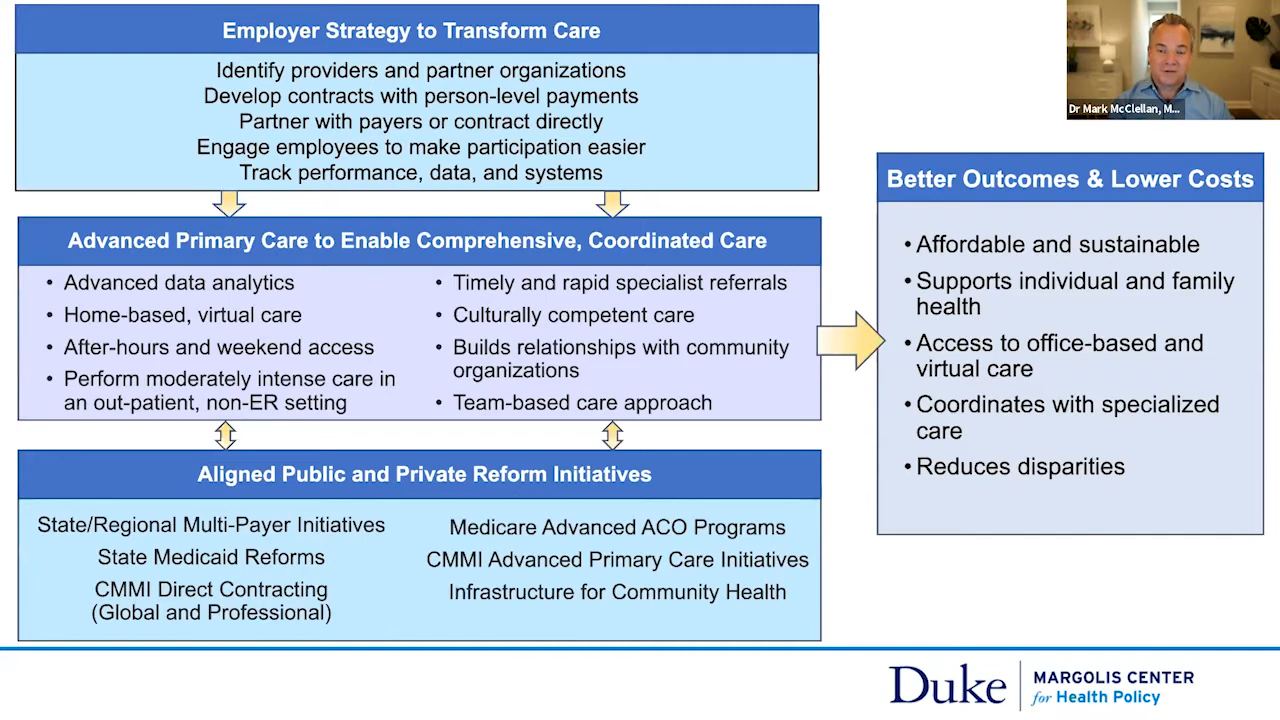 Employer Strategy to Transform Care
Identify providers and partner organizations
Develop contracts with person-level payments
Partner with payers or contract directly
Engage employees to make participation easier
Track performance, data, and systems
Advanced Primary Care to Enable Comprehensive, Coordinated Care
• Advanced data analytics
• Home-based, virtual care
• After-hours and weekend access
• Perform moderately intense care in
an out-patient, non-ER setting
• Timely and rapid specialist referrals
• Culturally competent care
• Builds relationships with community
organizations
• Team-based care approach
Aligned Public and Private Reform Initiatives
State/Regional Multi-Payer Initiatives
State Medicaid Reforms
CMMI Direct Contracting
(Global and Professional)
Medicare Advanced ACO Programs
CMMI Advanced Primary Care Initiatives
Infrastructure for Community Health
Dr Mark McClellan, M...
Better Outcomes & Lower Costs
• Affordable and sustainable
• Supports individual and family
health
• Access to office-based and
virtual care
• Coordinates with specialized
care
• Reduces disparities
Duke
MARGOLIS CENTER
for Health Policy